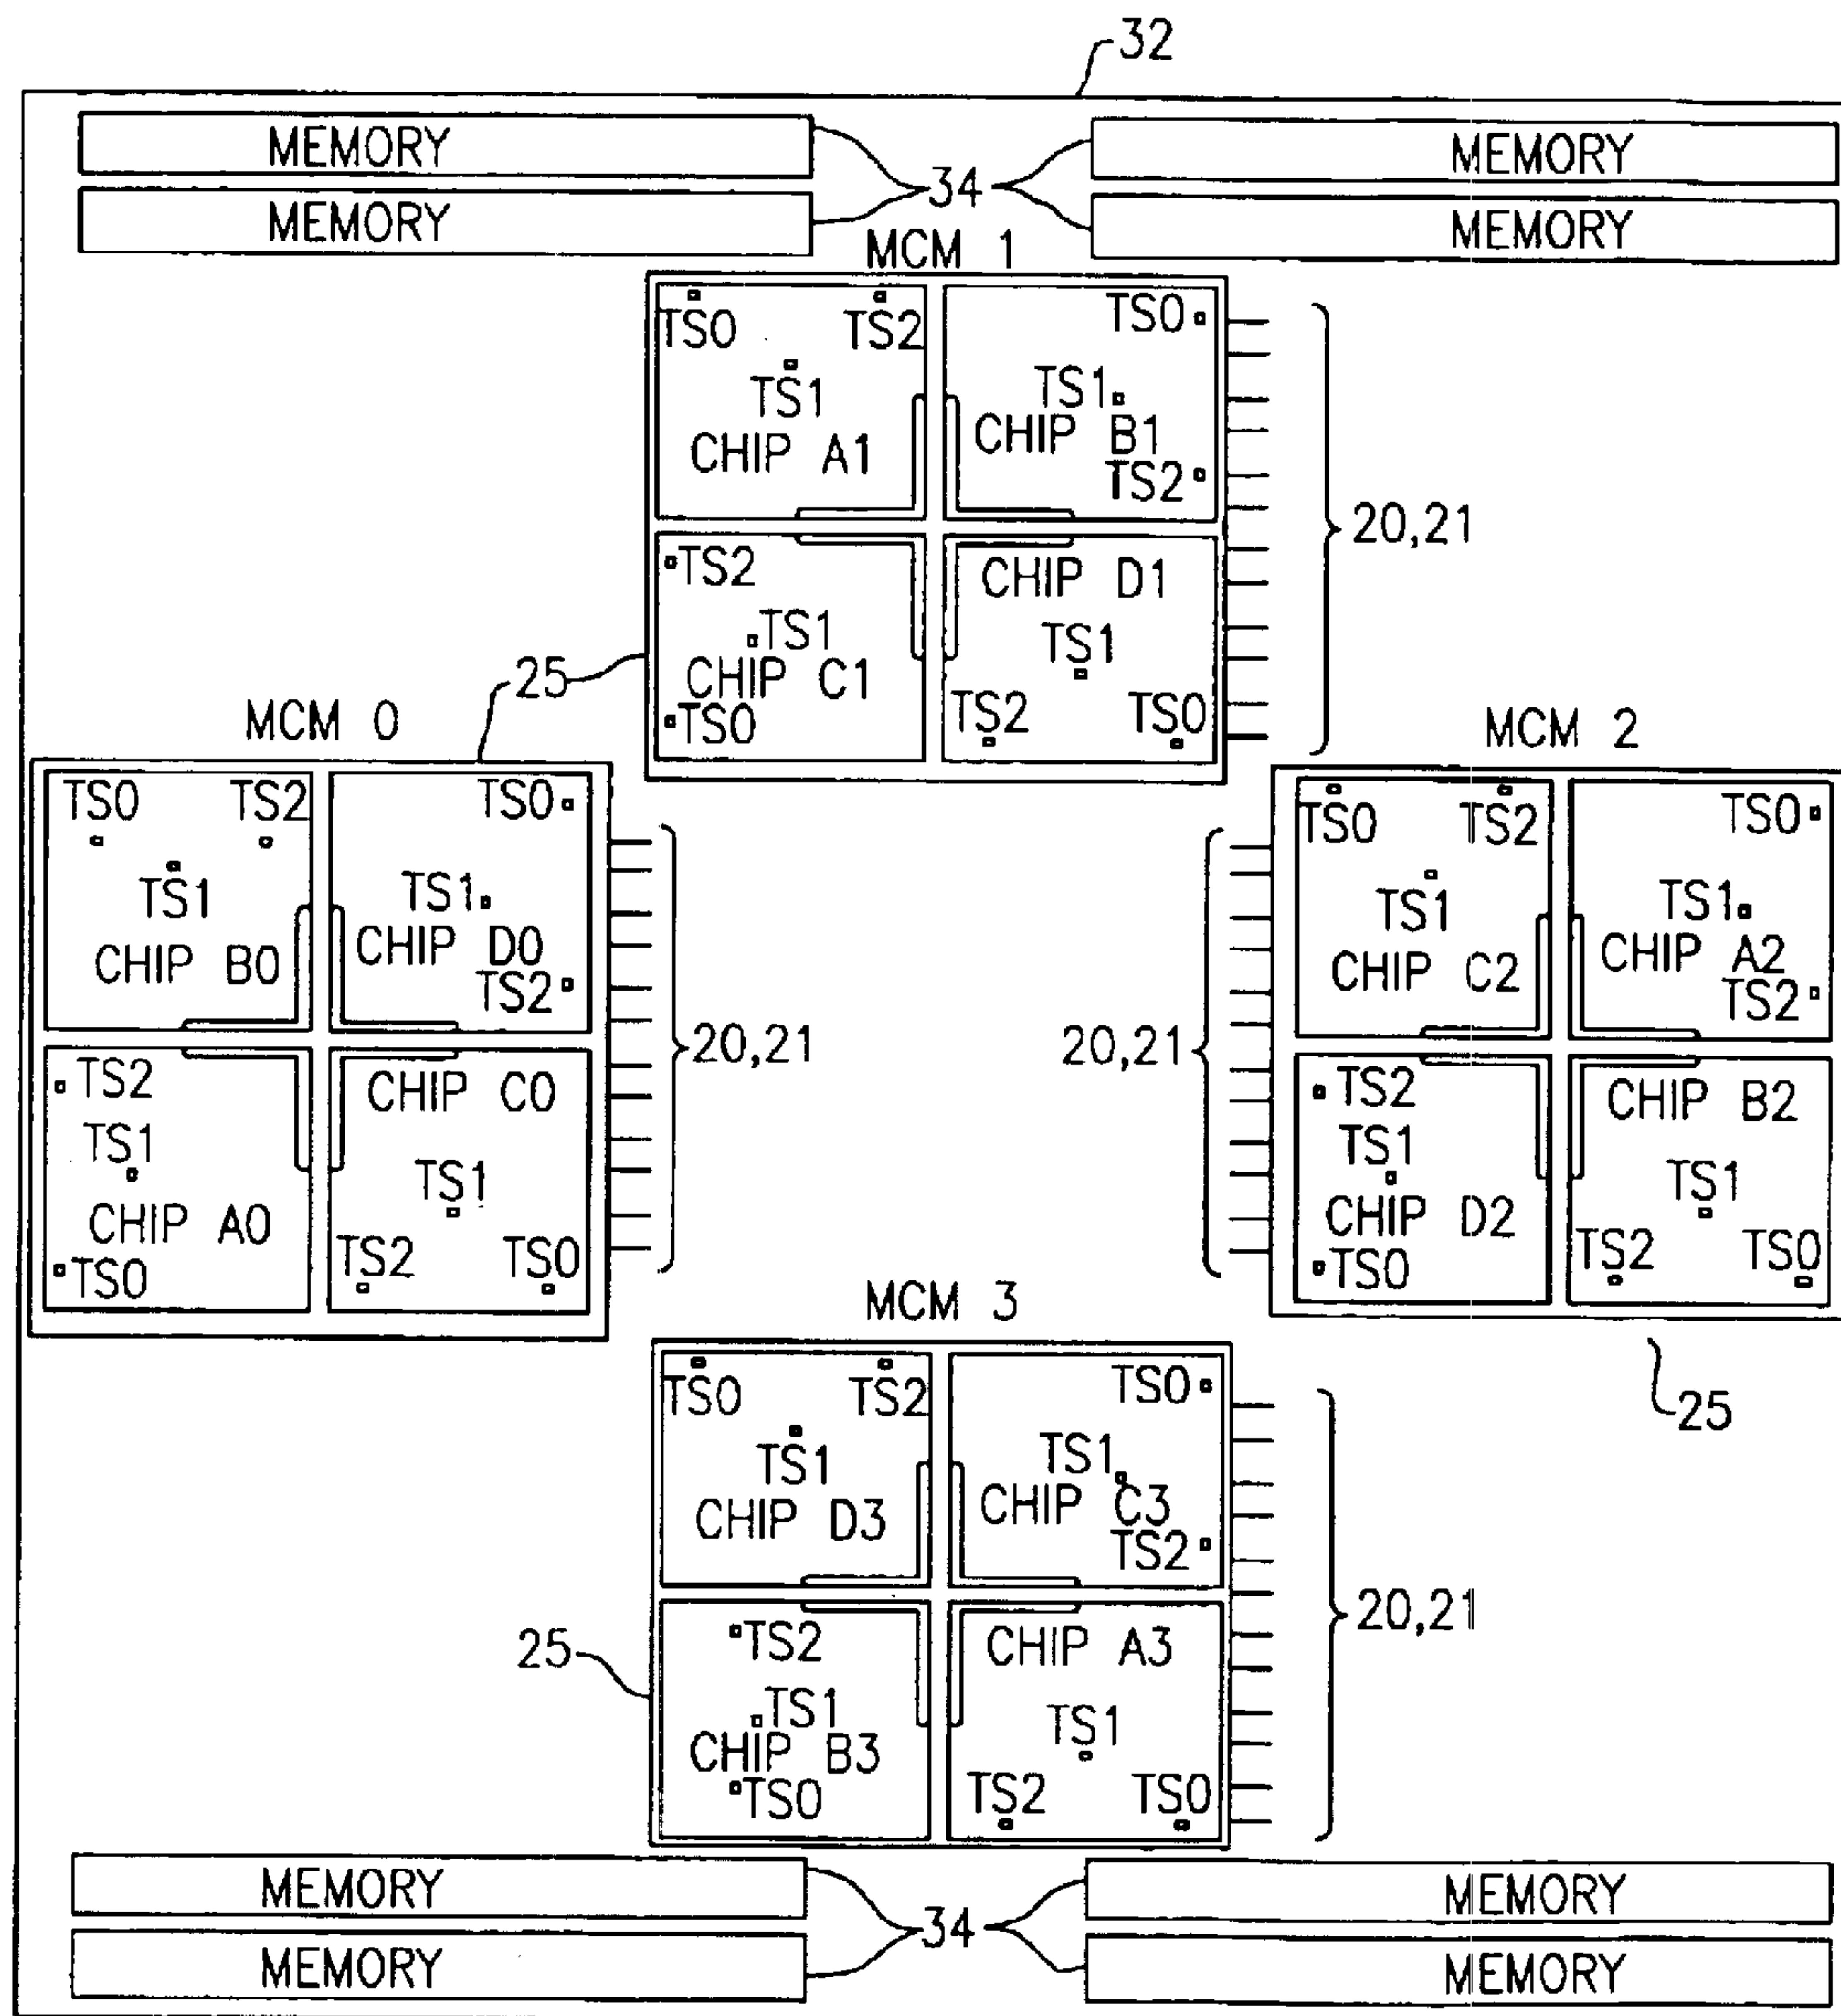 32
MEMORY
MEMORY
34
MEMORY
MEMORY
MCM 1
TS0
TS2
TS1
CHIP A1
TS0
TS1
CHIP B1
TS2
20,21
TS2
TS1
CHIP C1
TS0
CHIP D1
TS1
TS2
TS0
25
MCM 0
TS0
TS2
TS1
CHIP B0
TS0
TS1
CHIP D0
TS2
20,21
TS2
TS1
CHIP A0
TS0
CHIP C0
TS1
TS2
TS0
MCM 2
20,21
TS0
TS2
TS1
CHIP C2
TS0
TS1
CHIP A2
TS2
TS2
TS1
CHIP D2
TS0
CHIP B2
TS1
TS2
TS0
25
MCM 3
TS0
TS2
TS1
CHIP D3
TS0
TS1
CHIP C3
TS2
20,21
25
TS2
TS1
CHIP B3
TS0
CHIP A3
TS1
TS2
TS0
MEMORY
MEMORY
34
MEMORY
MEMORY